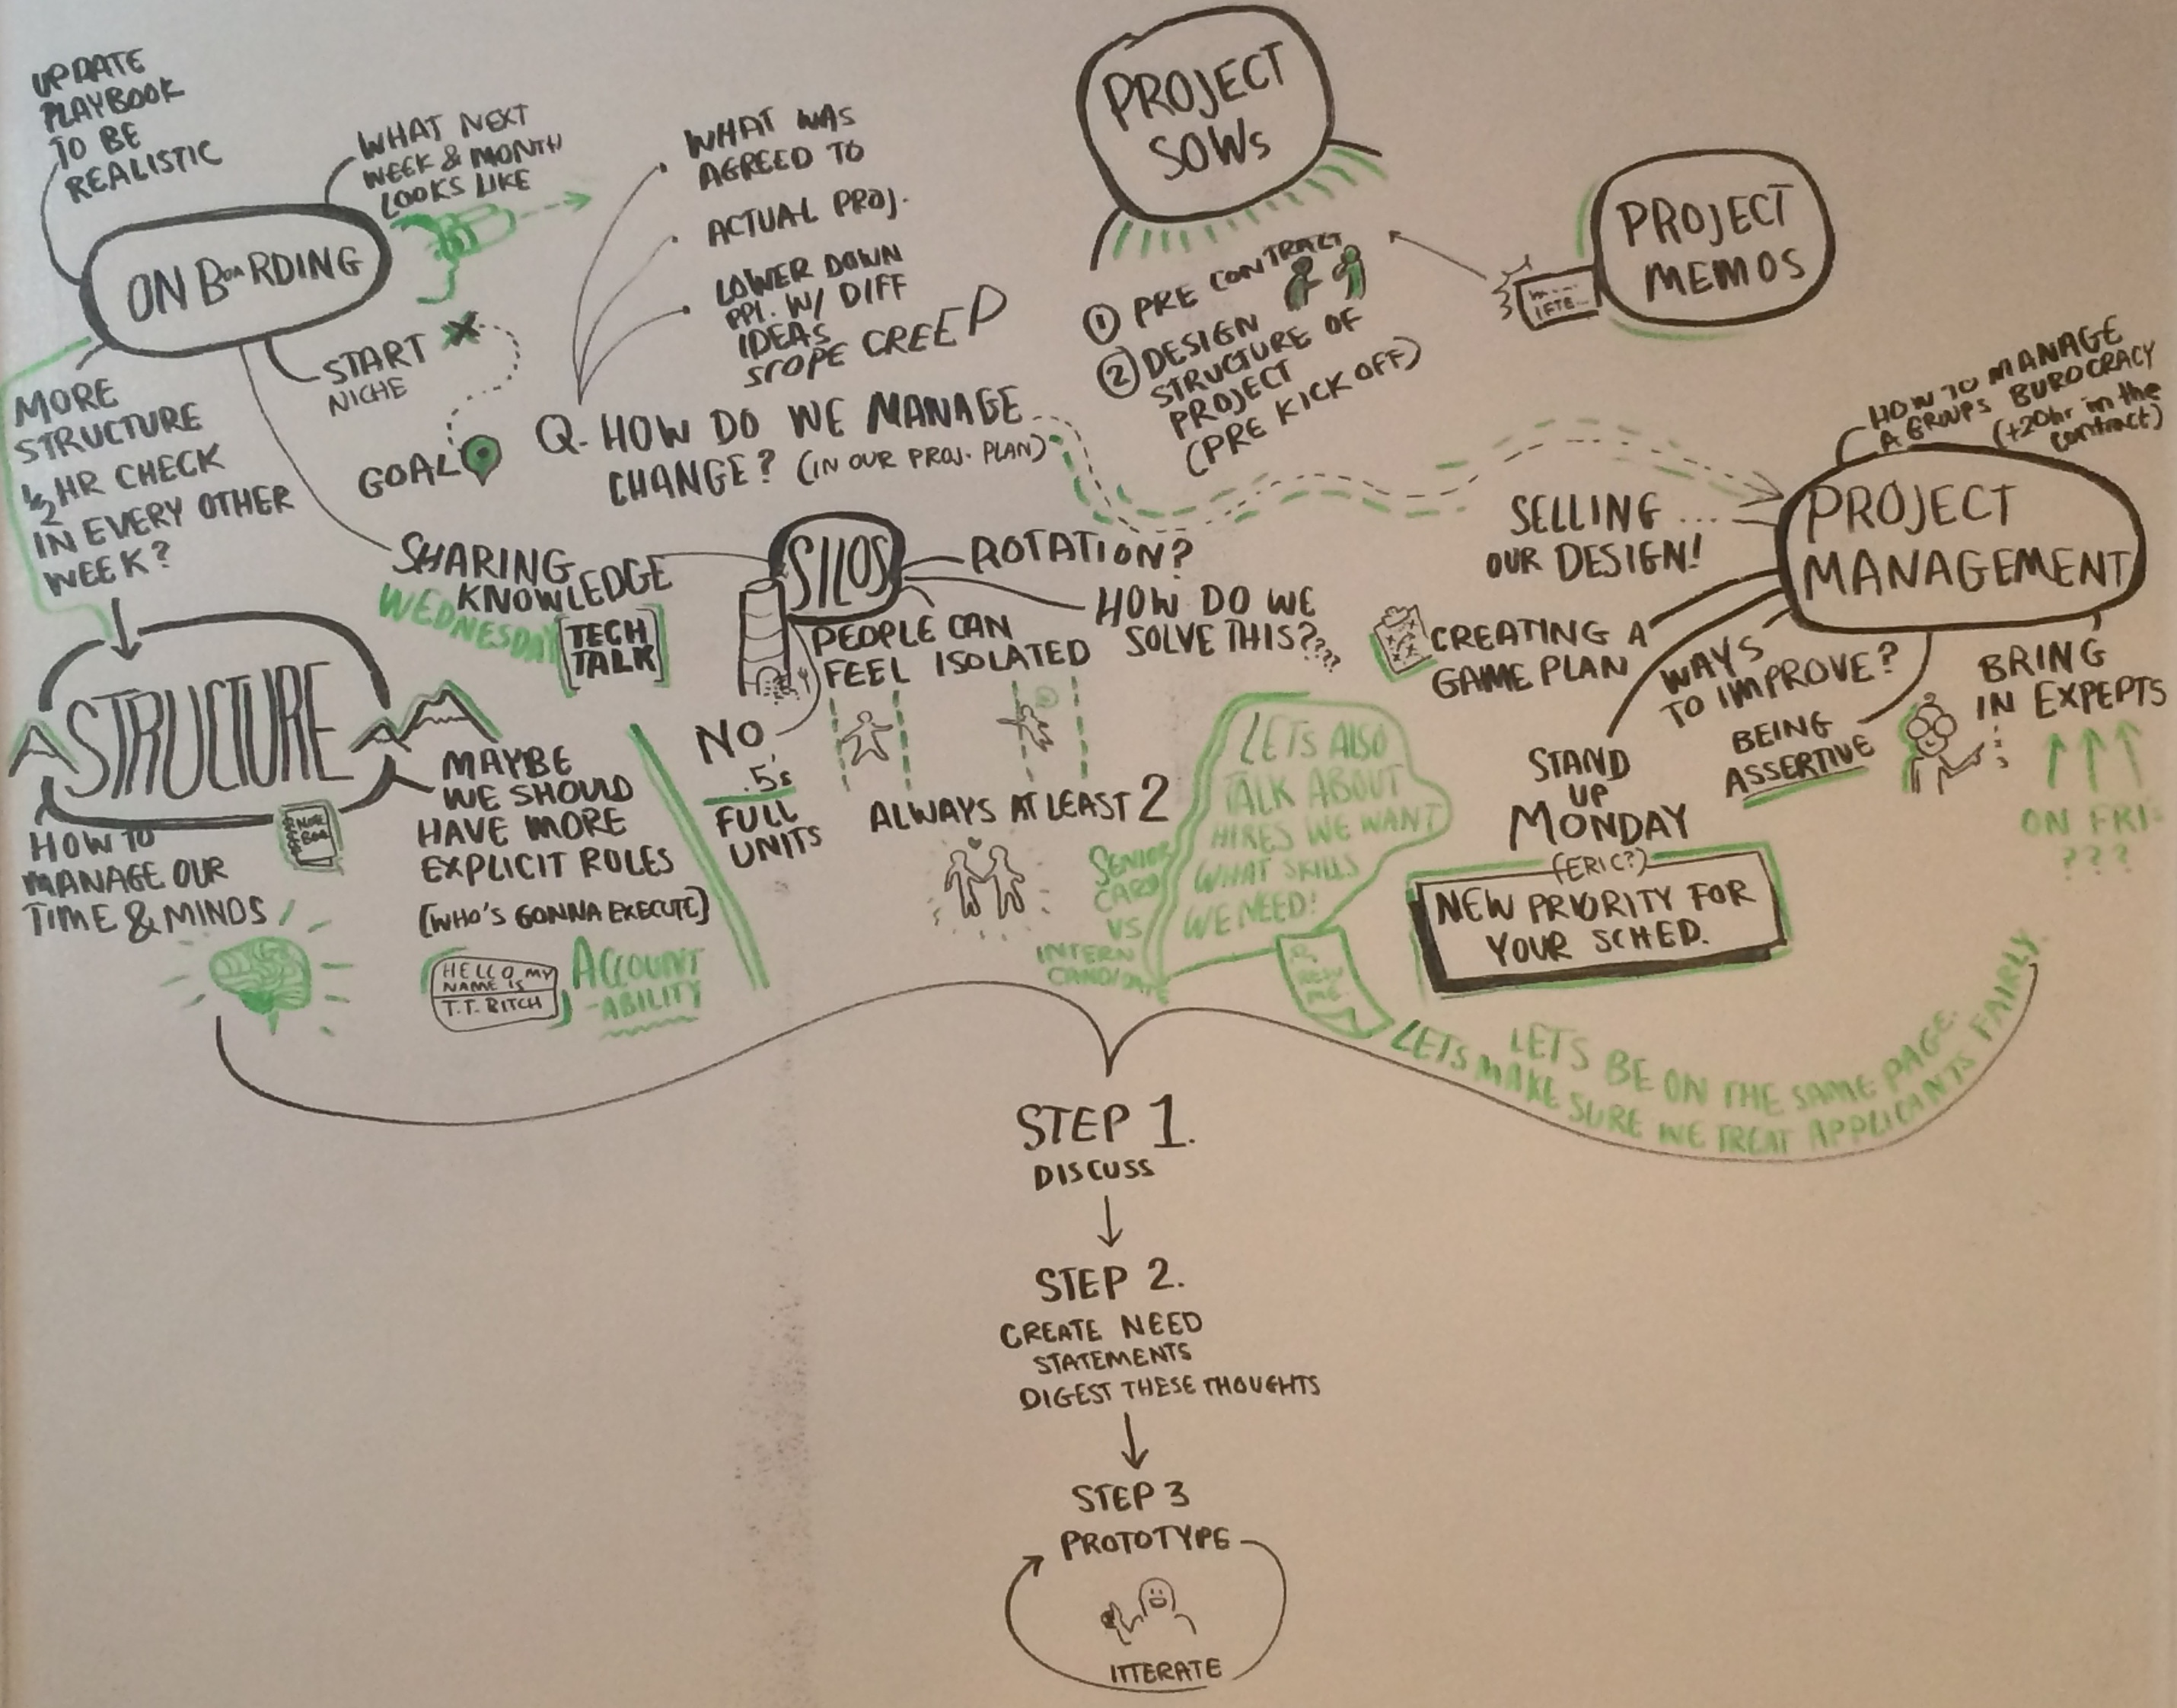 UPDATE
PLAYBOOK
TO BE
REALISTIC
WHAT NEXT
WEEK & MONTH
LOOKS LIKE
ONBOARDING
START
NICHE
GOAL
MORE
STRUCTURE
1/2 HR CHECK
IN EVERY OTHER
WEEK?
WHAT WAS
AGREED TO
ACTUAL PROJ.
LOWER DOWN
PPL. W/ DIFF
IDEAS
SCOPE CREEP
Q. HOW DO WE MANAGE
CHANGE? (IN OUR PROJ. PLAN)
PROJECT
SOWs
① PRE CONTRACT
② DESIGN
STRUCTURE OF
PROJECT
(PRE KICK OFF)
PROJECT
MEMOS
IFTF
HOW TO MANAGE
A GROUPS BUROCRACY
(+20hr in the
contract)
PROJECT
MANAGEMENT
SELLING ...
OUR DESIGN!
CREATING A
GAME PLAN
WAYS
TO IMPROVE?
BEING
ASSERTIVE
BRING
IN EXPERTS
ON FRI
???
STAND
UP
MONDAY
(ERIC?)
NEW PRIORITY FOR
YOUR SCHED.
SHARING
KNOWLEDGE
WEDNESDAY
[TECH
TALK]
SILOS
ROTATION?
HOW DO WE
SOLVE THIS????
PEOPLE CAN
FEEL ISOLATED
NO
.5's
FULL
UNITS
ALWAYS AT LEAST 2
STRUCTURE
HOW TO
MANAGE OUR
TIME & MINDS
MAYBE
WE SHOULD
HAVE MORE
EXPLICIT ROLES
(WHO'S GONNA EXECUTE)
HELLO MY
NAME IS
T.T. BITCH
ACCOUNT
-ABILITY
LETS ALSO
TALK ABOUT
HIRES WE WANT
WHAT SKILLS
WE NEED!
SENIOR
CARD
VS
INTERN
CANDIDATE
LETS BE ON THE SAME PAGE.
LETS MAKE SURE WE TREAT APPLICANTS FAIRLY
STEP 1.
DISCUSS
STEP 2.
CREATE NEED
STATEMENTS
DIGEST THESE THOUGHTS
STEP 3
PROTOTYPE
ITTERATE